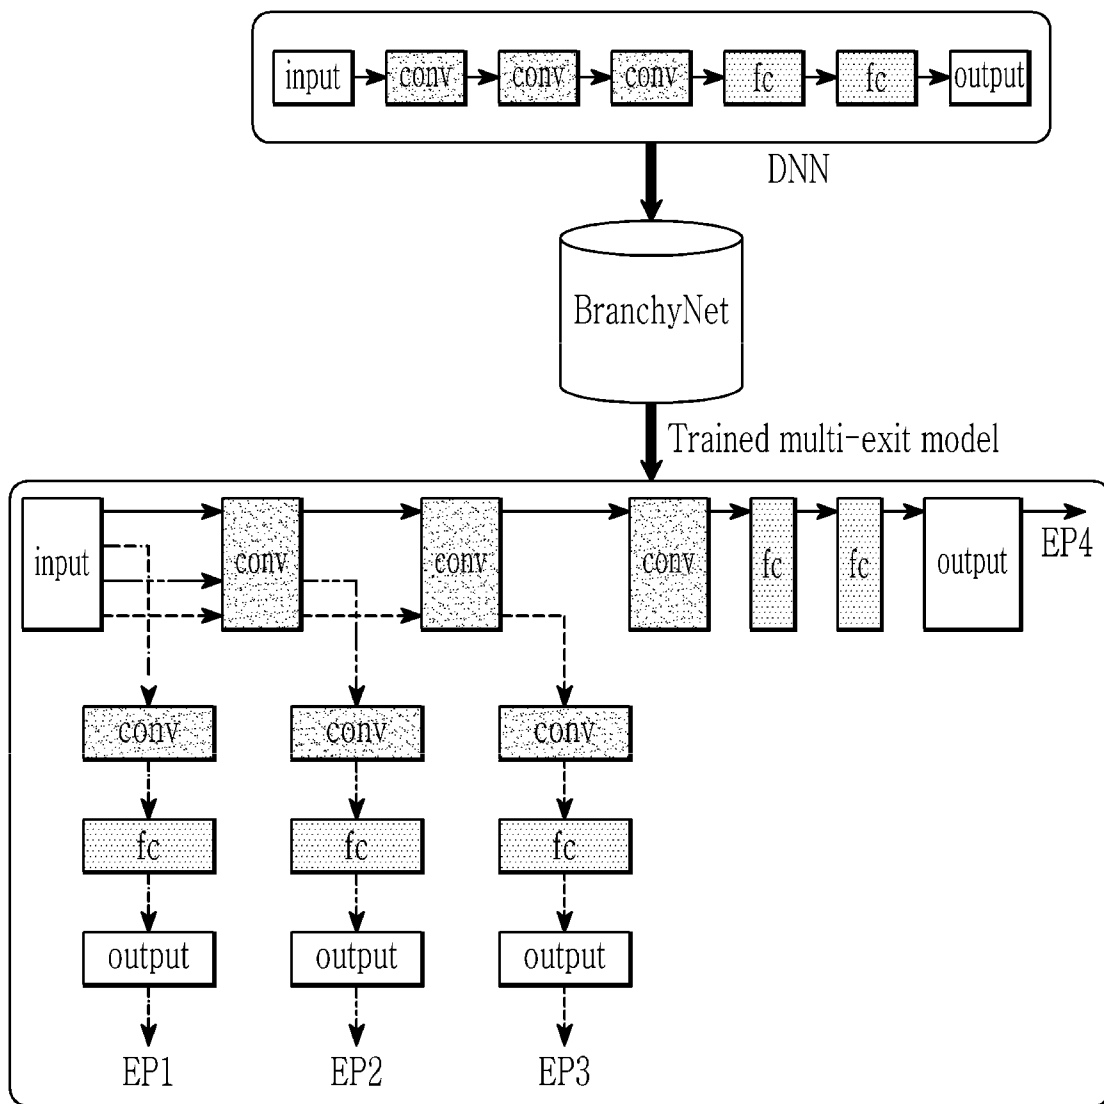 input conv conv conv fc fc output
DNN
BranchyNet
Trained multi-exit model
input conv conv conv fc fc output EP4
conv conv conv
fc fc fc
output output output
EP1 EP2 EP3